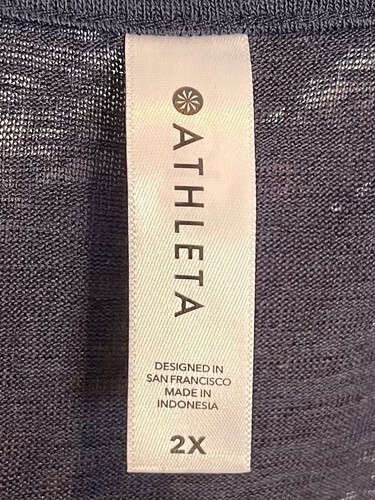 ATHLETA
DESIGNED IN
SAN FRANCISCO
MADE IN
INDONESIA
2X